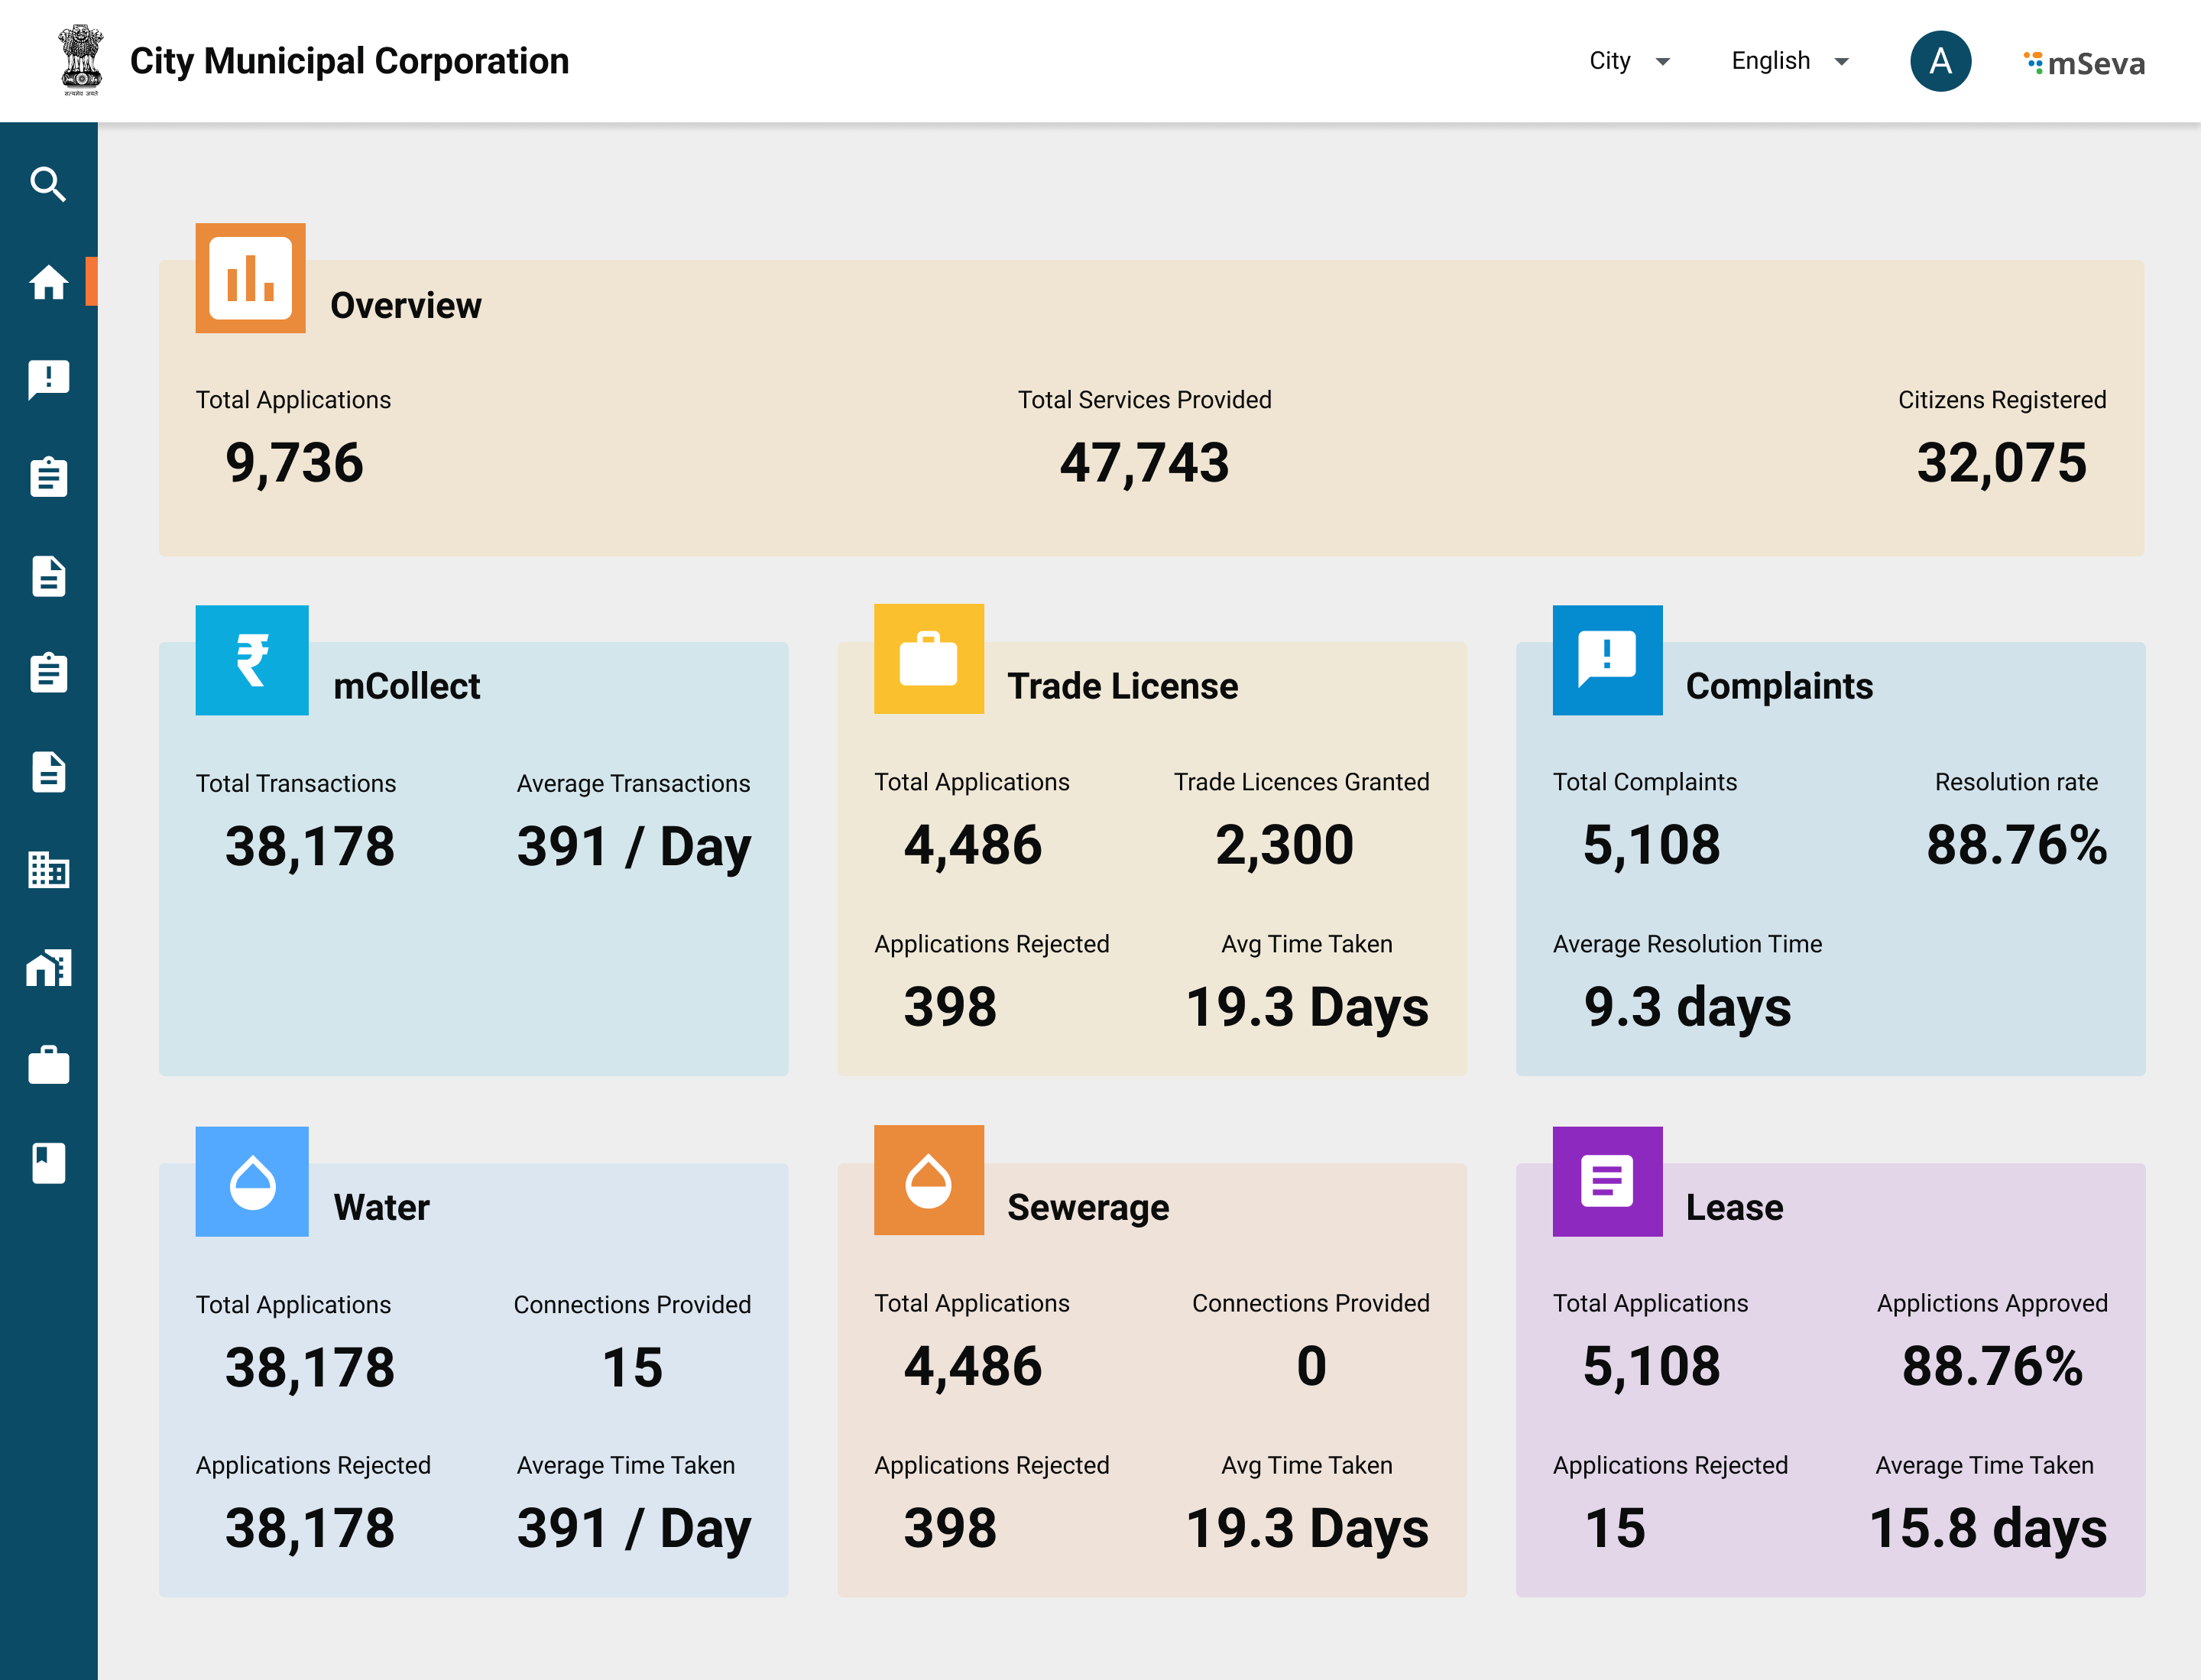 City Municipal Corporation
City
English
A
mSeva
सत्यमेव जयते
Overview
Total Applications
Total Services Provided
Citizens Registered
9,736
47,743
32,075
mCollect
Total Transactions
Average Transactions
38,178
391 / Day
Trade License
Total Applications
Trade Licences Granted
4,486
2,300
Applications Rejected
Avg Time Taken
398
19.3 Days
Complaints
Total Complaints
Resolution rate
5,108
88.76%
Average Resolution Time
9.3 days
Water
Total Applications
Connections Provided
38,178
15
Applications Rejected
Average Time Taken
38,178
391 / Day
Sewerage
Total Applications
Connections Provided
4,486
0
Applications Rejected
Avg Time Taken
398
19.3 Days
Lease
Total Applications
Applictions Approved
5,108
88.76%
Applications Rejected
Average Time Taken
15
15.8 days